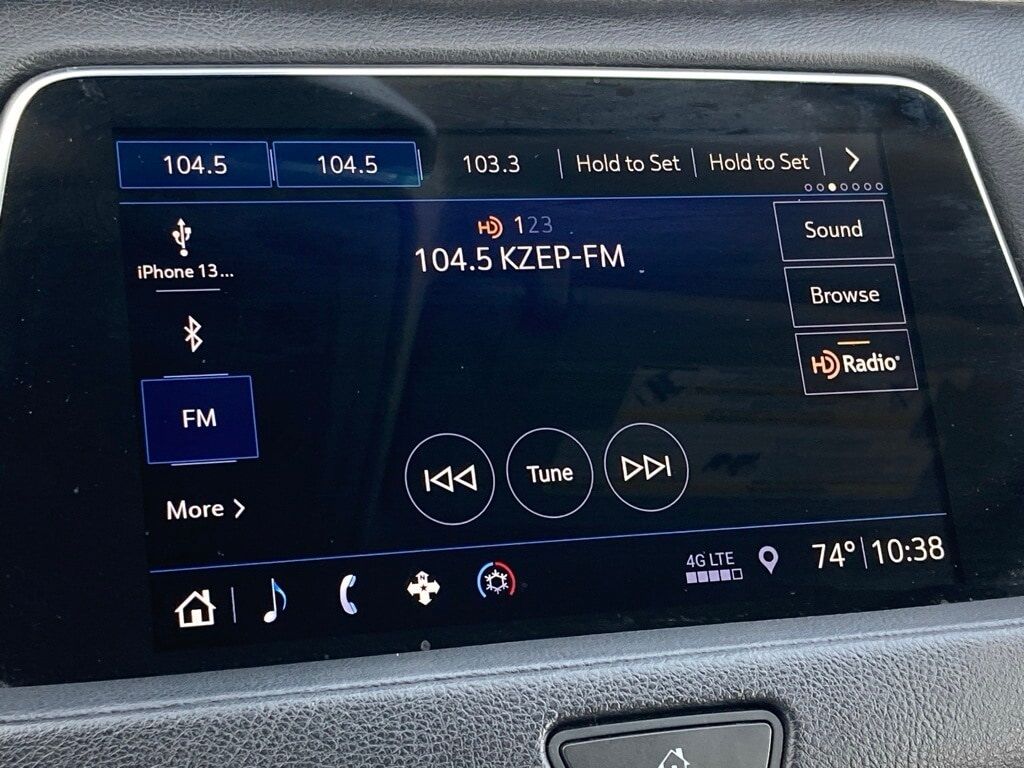 104.5 104.5 103.3 Hold to Set Hold to Set
iPhone 13...
HD 123
104.5 KZEP-FM
Sound
Browse
HD Radio®
FM
Tune
More
4G LTE
74° 10:38
N